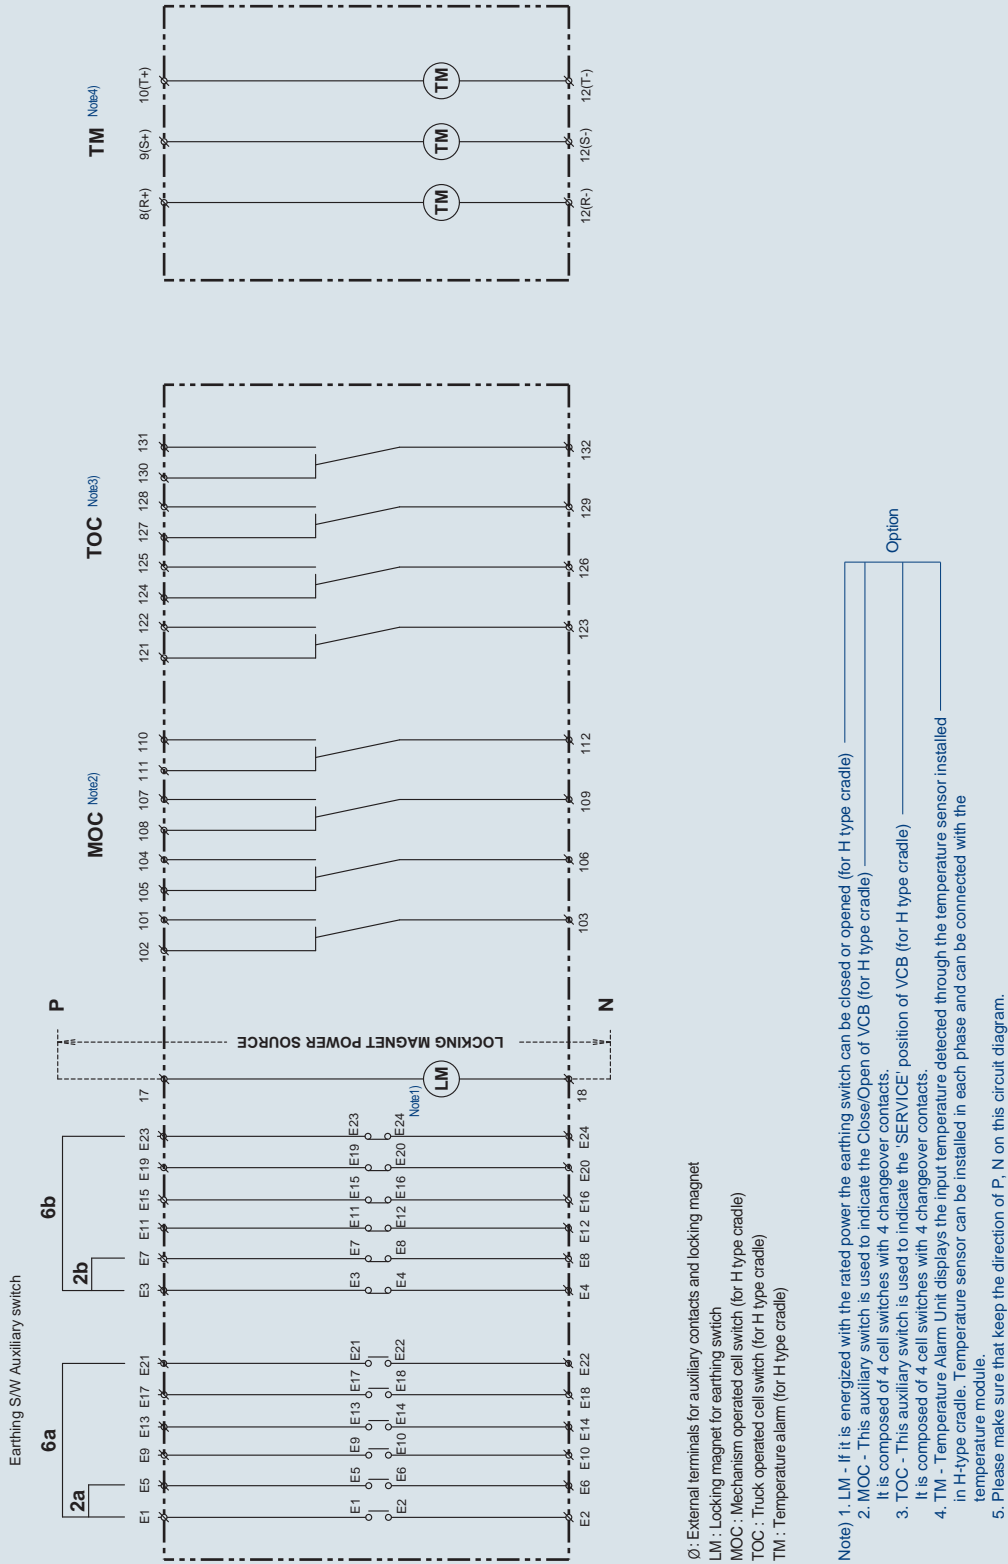 Earthing S/W Auxiliary switch
6a
6b
2a
2b
E1
E5
E9
E13
E17
E21
E3
E7
E11
E15
E19
E23
17
P
MOC Note2)
102
101
105
104
108
107
111
110
TOC Note3)
121
122
124
125
127
128
130
131
TM Note4)
8(R+)
9(S+)
10(T+)
E1
E5
E9
E13
E17
E21
E3
E7
E11
E15
E19
E23
E2
E6
E10
E14
E18
E22
E4
E8
E12
E16
E20
E24
Note1)
LM
LOCKING MAGNET POWER SOURCE
TM
TM
TM
E2
E6
E10
E14
E18
E22
E4
E8
E12
E16
E20
E24
18
N
103
106
109
112
123
126
129
132
12(R-)
12(S-)
12(T-)
Ø: External terminals for auxiliary contacts and locking magnet
LM : Locking magnet for earthing swtich
MOC : Mechanism operated cell switch (for H type cradle)
TOC : Truck operated cell switch (for H type cradle)
TM : Temperature alarm (for H type cradle)
Note) 1. LM - If it is energized with the rated power the earthing switch can be closed or opened (for H type cradle)
2. MOC - This auxiliary switch is used to indicate the Close/Open of VCB (for H type cradle)
It is composed of 4 cell switches with 4 changeover contacts.
3. TOC - This auxiliary switch is used to indicate the 'SERVICE' position of VCB (for H type cradle)
It is composed of 4 cell switches with 4 changeover contacts.
4. TM - Temperature Alarm Unit displays the input temperature detected through the temperature sensor installed
in H-type cradle. Temperature sensor can be installed in each phase and can be connected with the
temperature module.
5. Please make sure that keep the direction of P, N on this circuit diagram.
Option